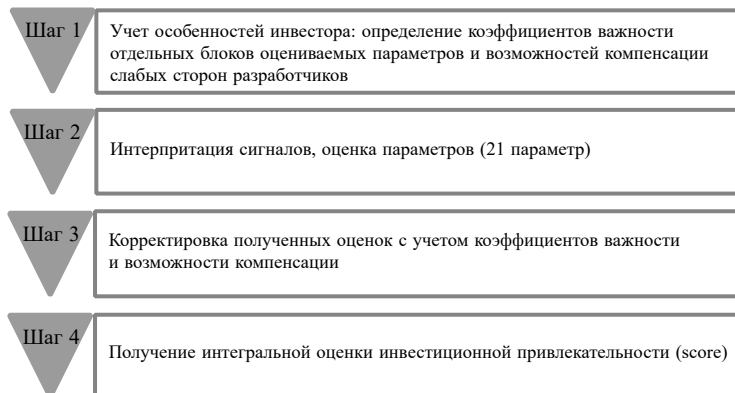 Шаг 1
Учет особенностей инвестора: определение коэффициентов важности
отдельных блоков оцениваемых параметров и возможностей компенсации
слабых сторон разработчиков
Шаг 2
Интерпритация сигналов, оценка параметров (21 параметр)
Шаг 3
Корректировка полученных оценок с учетом коэффициентов важности
и возможности компенсации
Шаг 4
Получение интегральной оценки инвестиционной привлекательности (score)